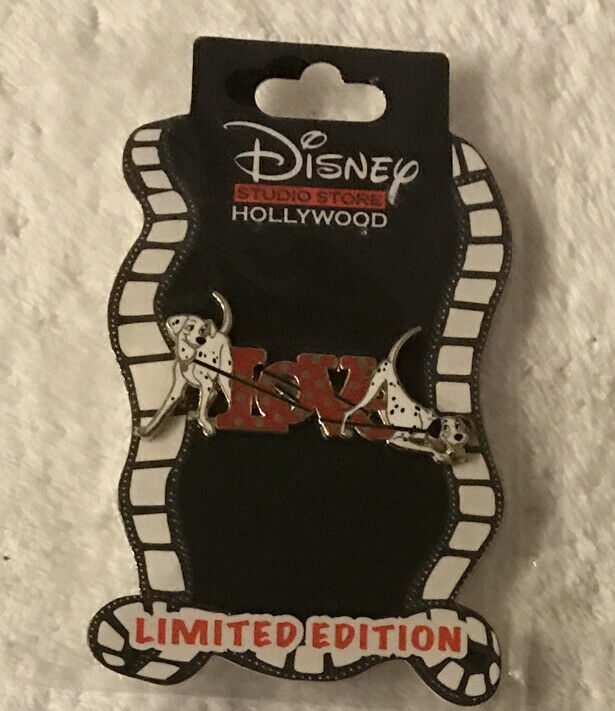 Disney
STUDIO STORE
HOLLYWOOD
LOVE
LIMITED EDITION